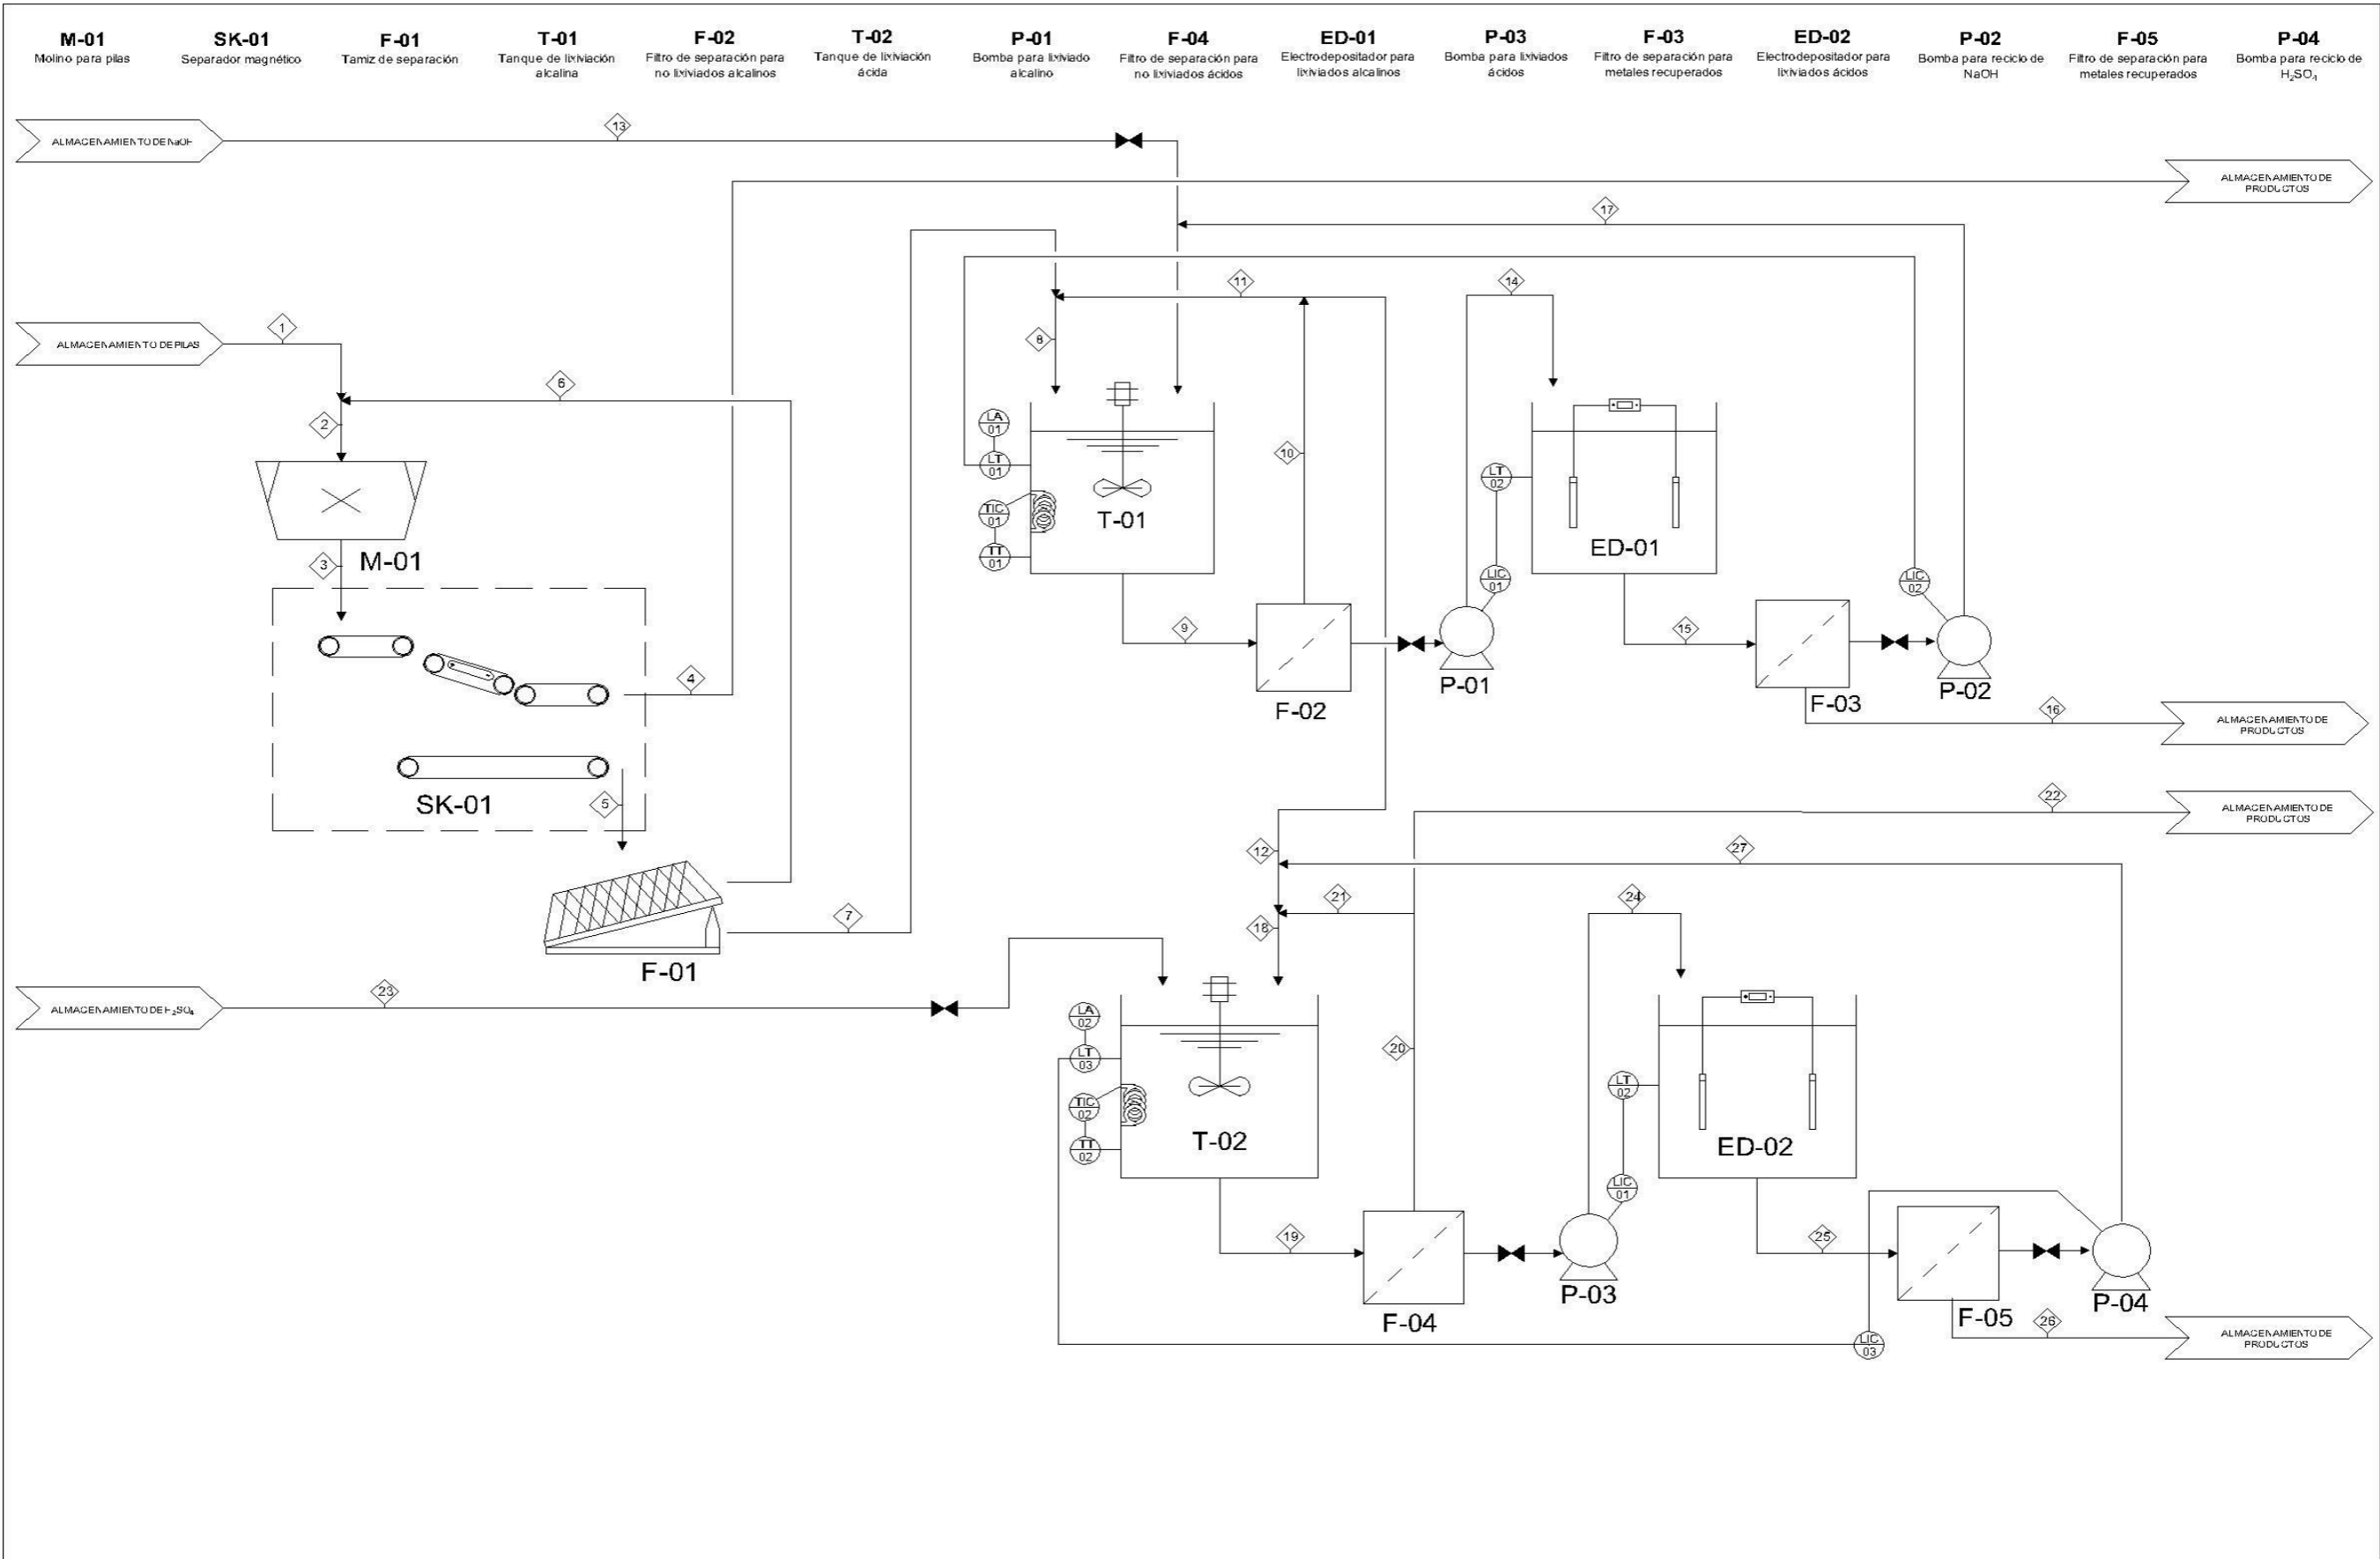 M-01
Molino para pilas
SK-01
Separador magnético
F-01
Tamiz de separación
T-01
Tanque de lixiviación
alcalina
F-02
Filtro de separación para
no lixiviados alcalinos
T-02
Tanque de lixiviación
ácida
P-01
Bomba para lixiviado
alcalino
F-04
Filtro de separación para
no lixiviados ácidos
ED-01
Electrodepositador para
lixiviados alcalinos
P-03
Bomba para lixiviados
ácidos
F-03
Filtro de separación para
metales recuperados
ED-02
Electrodepositador para
lixiviados ácidos
P-02
Bomba para reciclo de
NaOH
F-05
Filtro de separación para
metales recuperados
P-04
Bomba para reciclo de
H₂SO₄
ALMACENAMIENTO DE NaOH
13
ALMACENAMIENTO DE
PRODUCTOS
17
11
14
ALMACENAMIENTO DE PILAS
1
8
6
2
LA
01
LT
01
10
TIC
01
TT
01
T-01
LT
02
ED-01
M-01
3
LIC
01
LIC
02
9
15
4
F-02
P-01
F-03
P-02
16
ALMACENAMIENTO DE
PRODUCTOS
SK-01
5
22
ALMACENAMIENTO DE
PRODUCTOS
12
27
21
24
7
18
F-01
ALMACENAMIENTO DE H₂SO₄
23
LA
02
LT
03
20
TIC
02
TT
02
T-02
LT
02
ED-02
LIC
01
19
25
F-04
P-03
F-05
P-04
26
LIC
03
ALMACENAMIENTO DE
PRODUCTOS